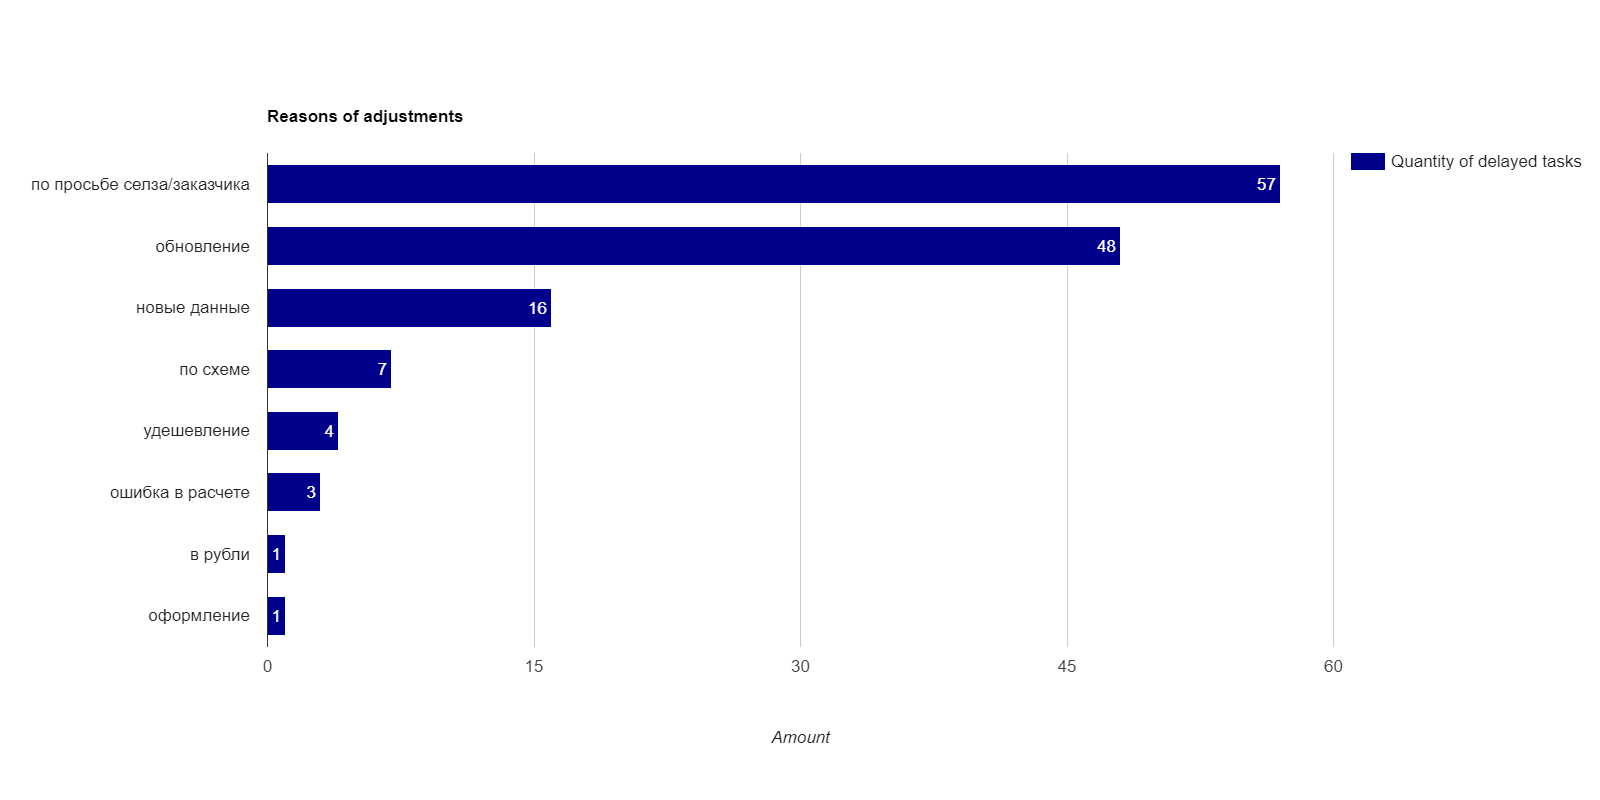 Reasons of adjustments
Quantity of delayed tasks
по просьбе селза/заказчика
57
обновление
48
новые данные
16
по схеме
7
удешевление
4
ошибка в расчете
3
в рубли
1
оформление
1
0 15 30 45 60
Amount